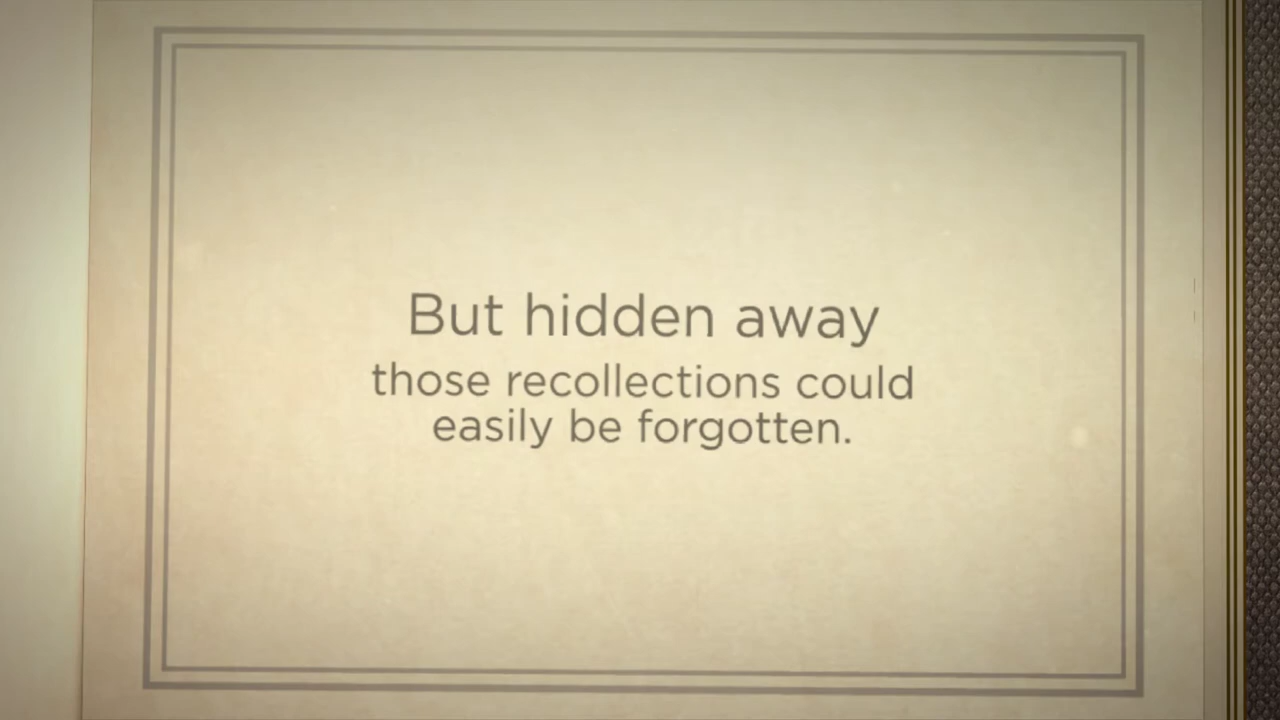 But hidden away
those recollections could
easily be forgotten.